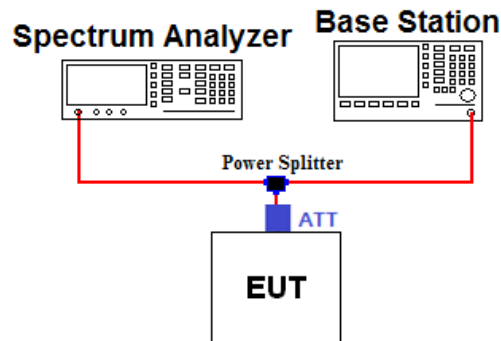 Spectrum Analyzer
Base Station
Power Splitter
ATT
EUT